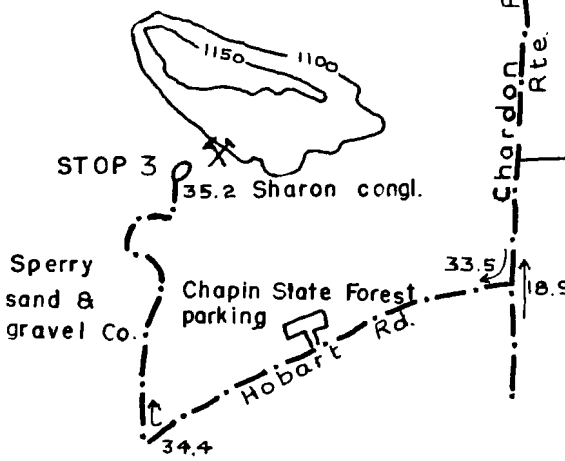 1150
1100
Chardon
Rte.
STOP 3
35.2 Sharon congl.
Sperry
sand &
gravel Co.
Chapin State Forest
parking
33.5
18.9
Hobart Rd.
34.4